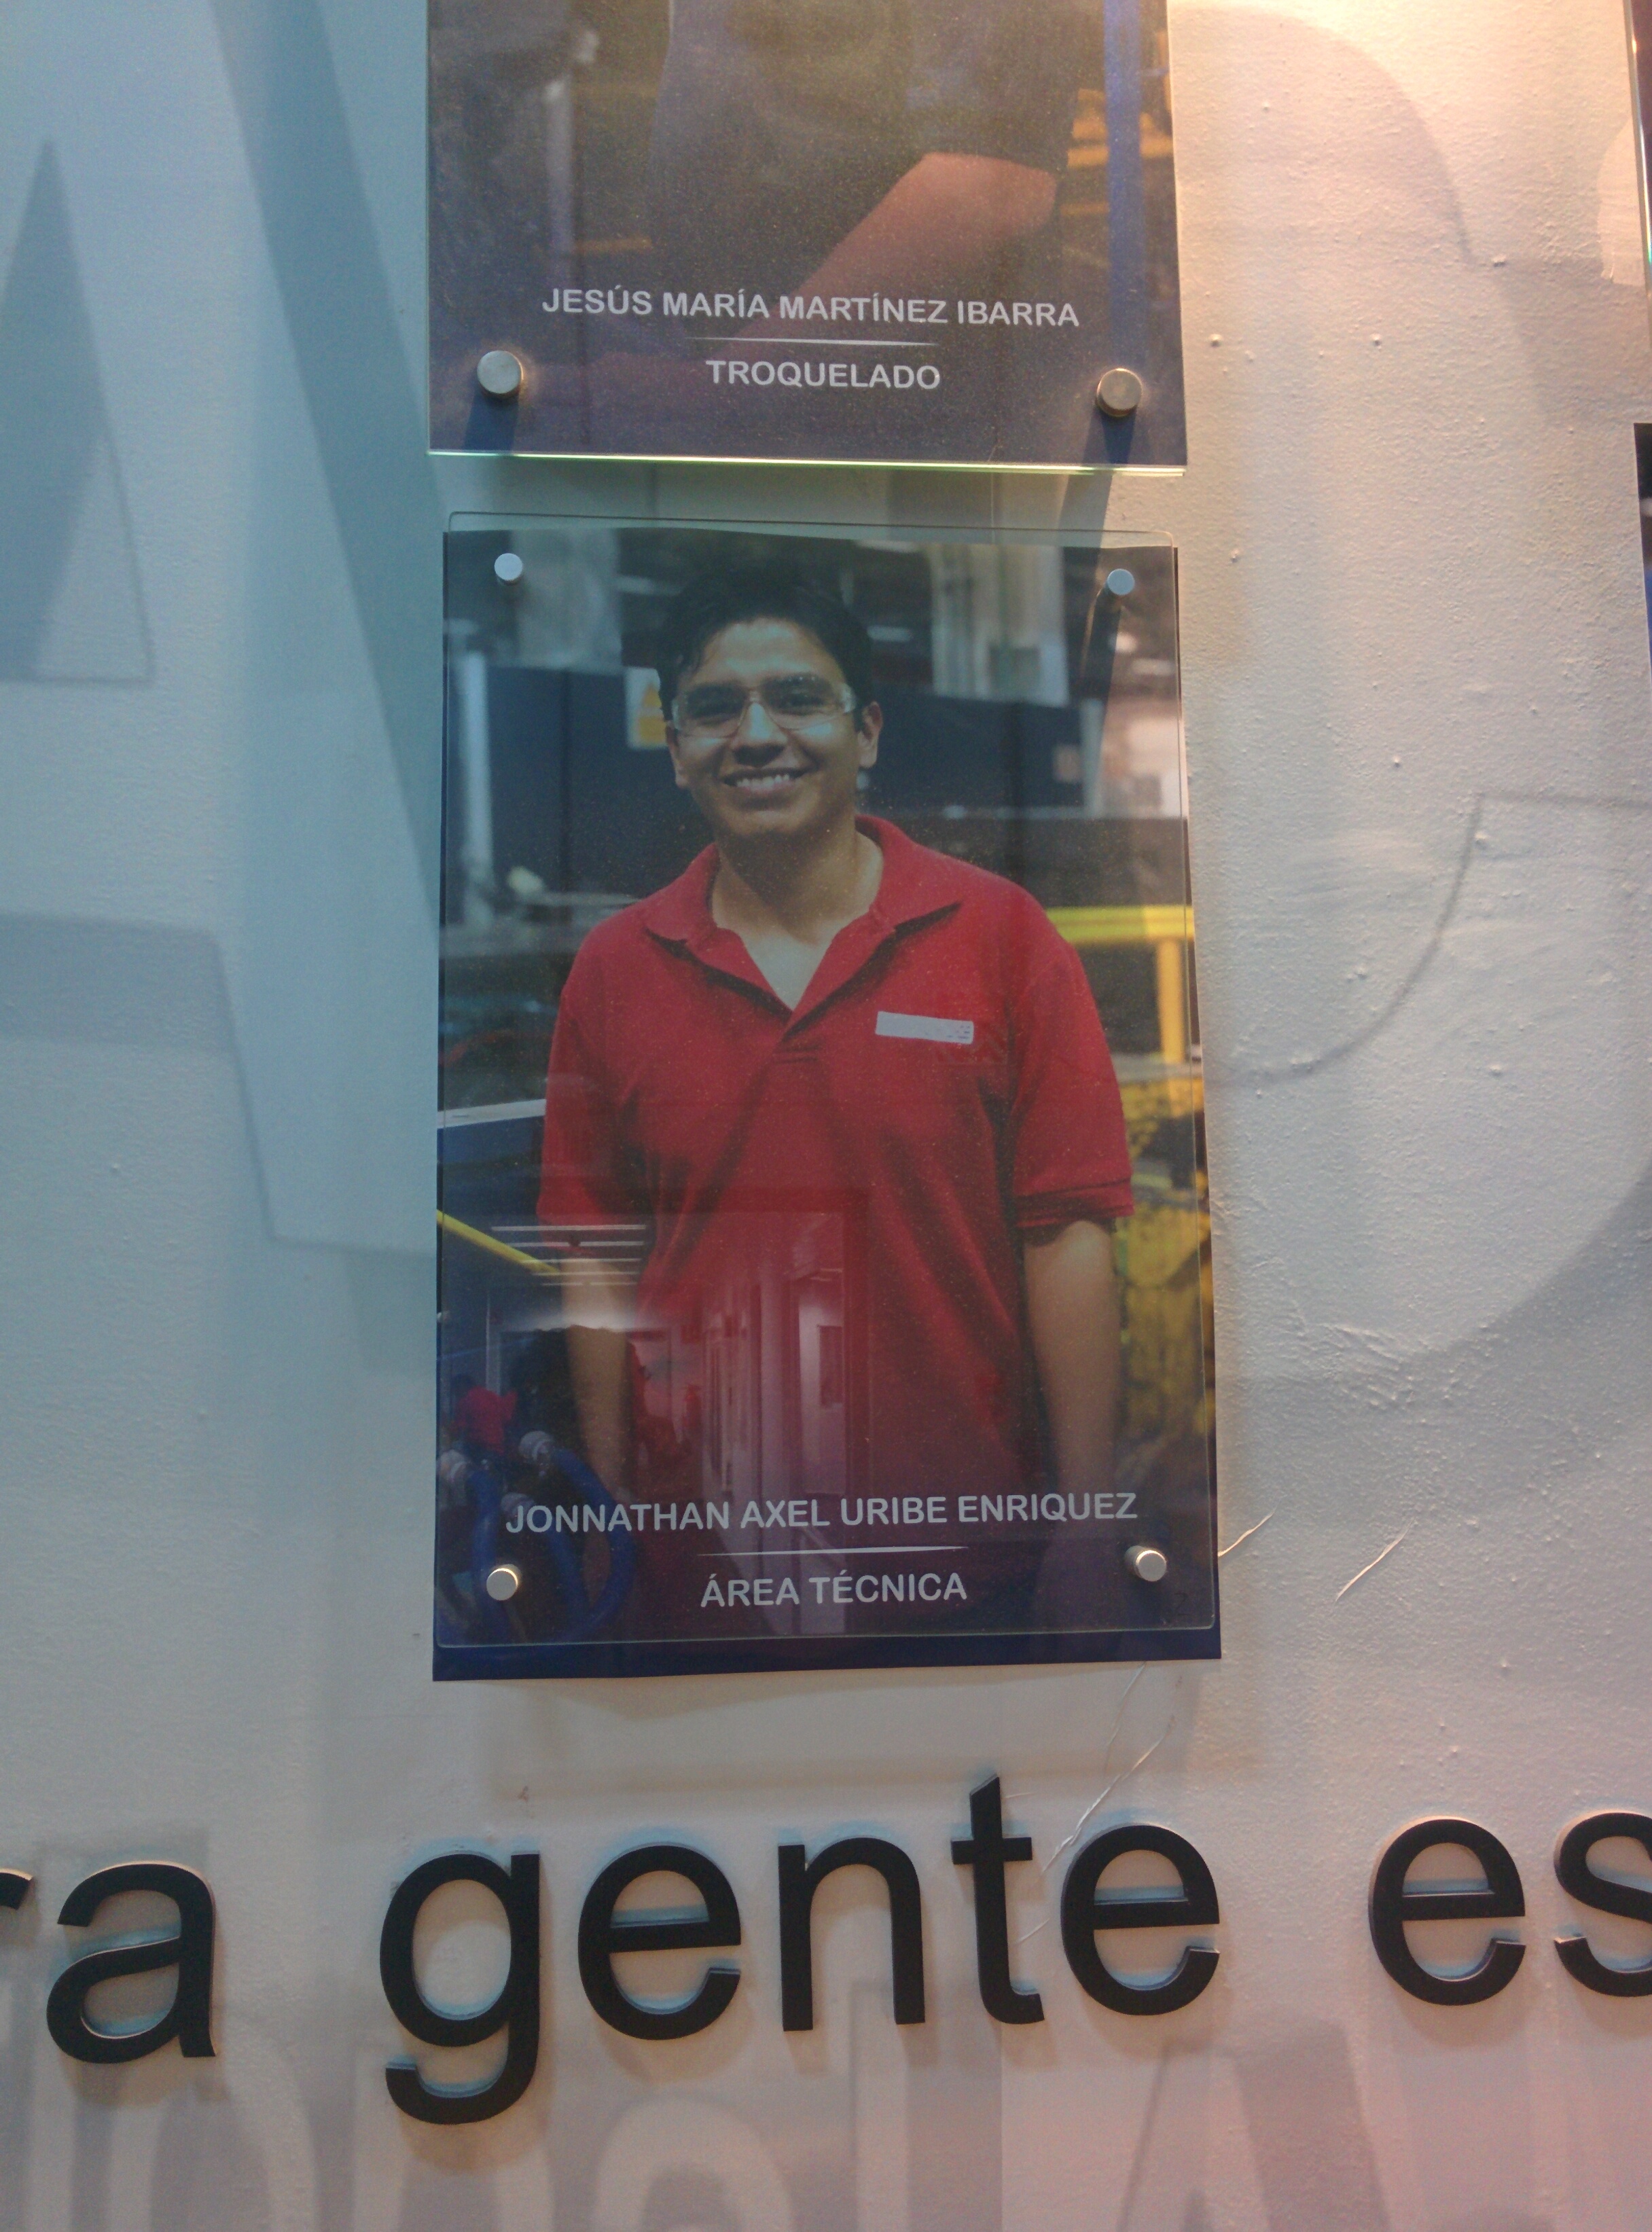 JESÚS MARÍA MARTÍNEZ IBARRA
TROQUELADO
JONNATHAN AXEL URIBE ENRIQUEZ
ÁREA TÉCNICA
ra gente es